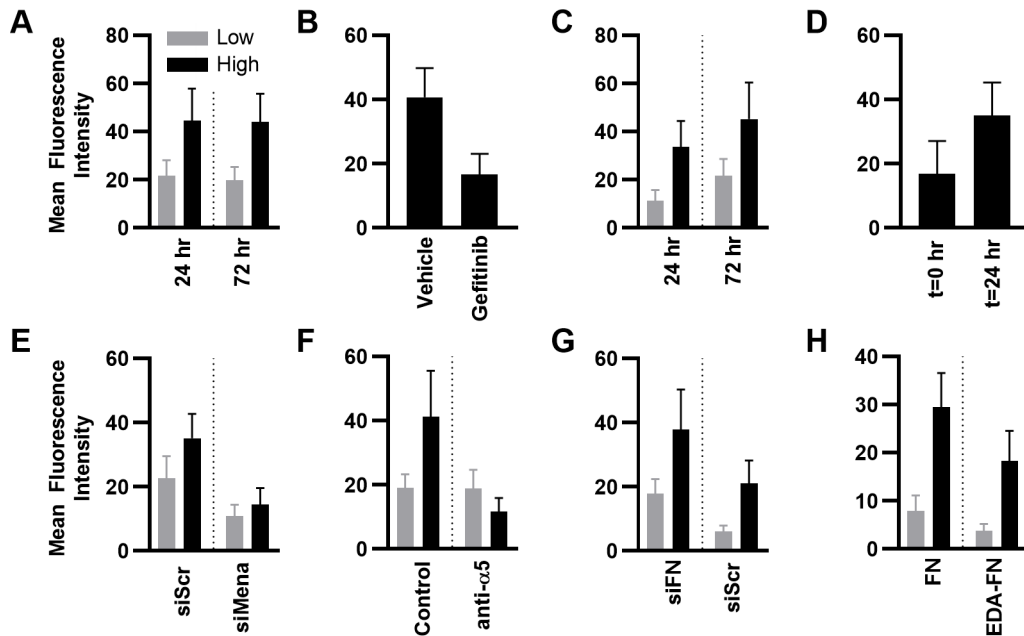 A
Mean Fluorescence
Intensity
80
60
40
20
0
Low
High
24 hr
72 hr
B
60
40
20
0
Vehicle
Gefitinib
C
80
60
40
20
0
24 hr
72 hr
D
60
40
20
0
t=0 hr
t=24 hr
E
Mean Fluorescence
Intensity
60
40
20
0
siScr
siMena
F
60
40
20
0
Control
anti-α5
G
60
40
20
0
siFN
siScr
H
40
30
20
10
0
FN
EDA-FN